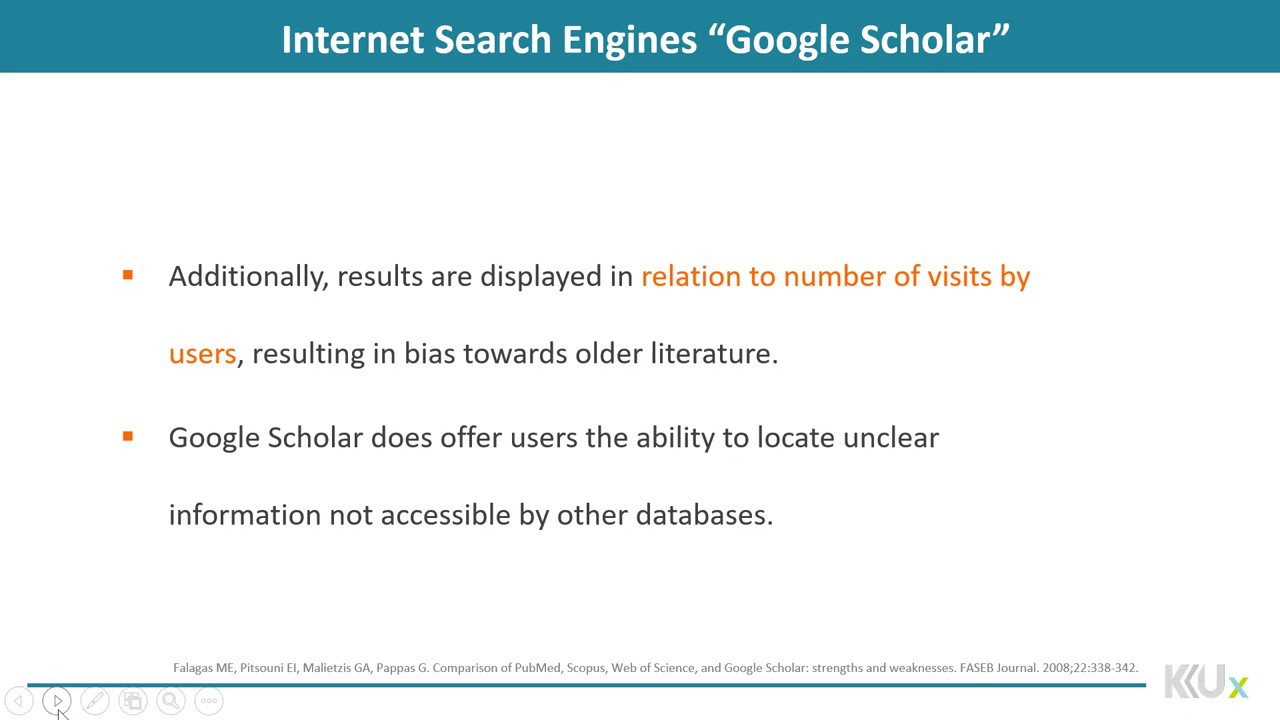 Internet Search Engines “Google Scholar”
Additionally, results are displayed in relation to number of visits by
users, resulting in bias towards older literature.
Google Scholar does offer users the ability to locate unclear
information not accessible by other databases.
Falagas ME, Pitsouni EI, Malietzis GA, Pappas G. Comparison of PubMed, Scopus, Web of Science, and Google Scholar: strengths and weaknesses. FASEB Journal. 2008;22:338-342.
KKUx